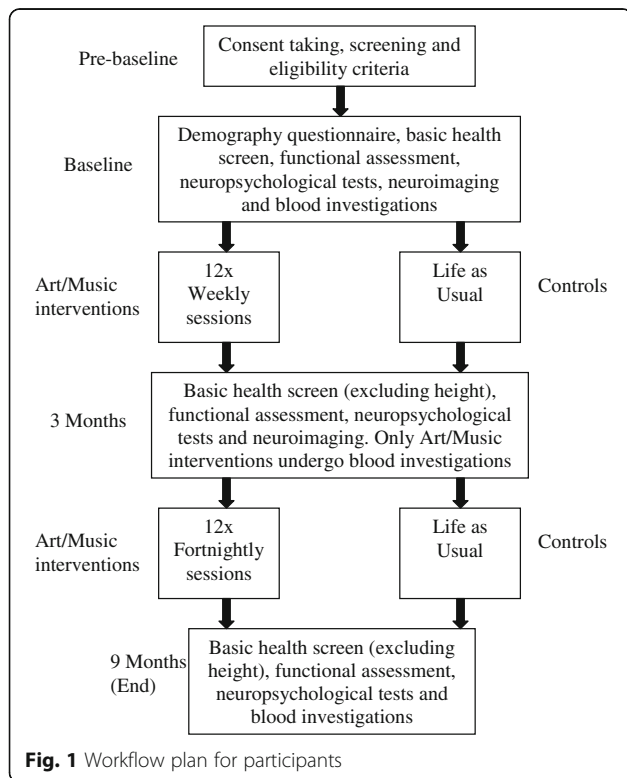 Pre-baseline
Consent taking, screening and
eligibility criteria
Baseline
Demography questionnaire, basic health
screen, functional assessment,
neuropsychological tests, neuroimaging
and blood investigations
Art/Music
interventions
12x
Weekly
sessions
Life as
Usual
Controls
3 Months
Basic health screen (excluding height),
functional assessment, neuropsychological
tests and neuroimaging. Only Art/Music
interventions undergo blood investigations
Art/Music
interventions
12x
Fortnightly
sessions
Life as
Usual
Controls
9 Months
(End)
Basic health screen (excluding
height), functional assessment,
neuropsychological tests and
blood investigations
Fig. 1 Workflow plan for participants